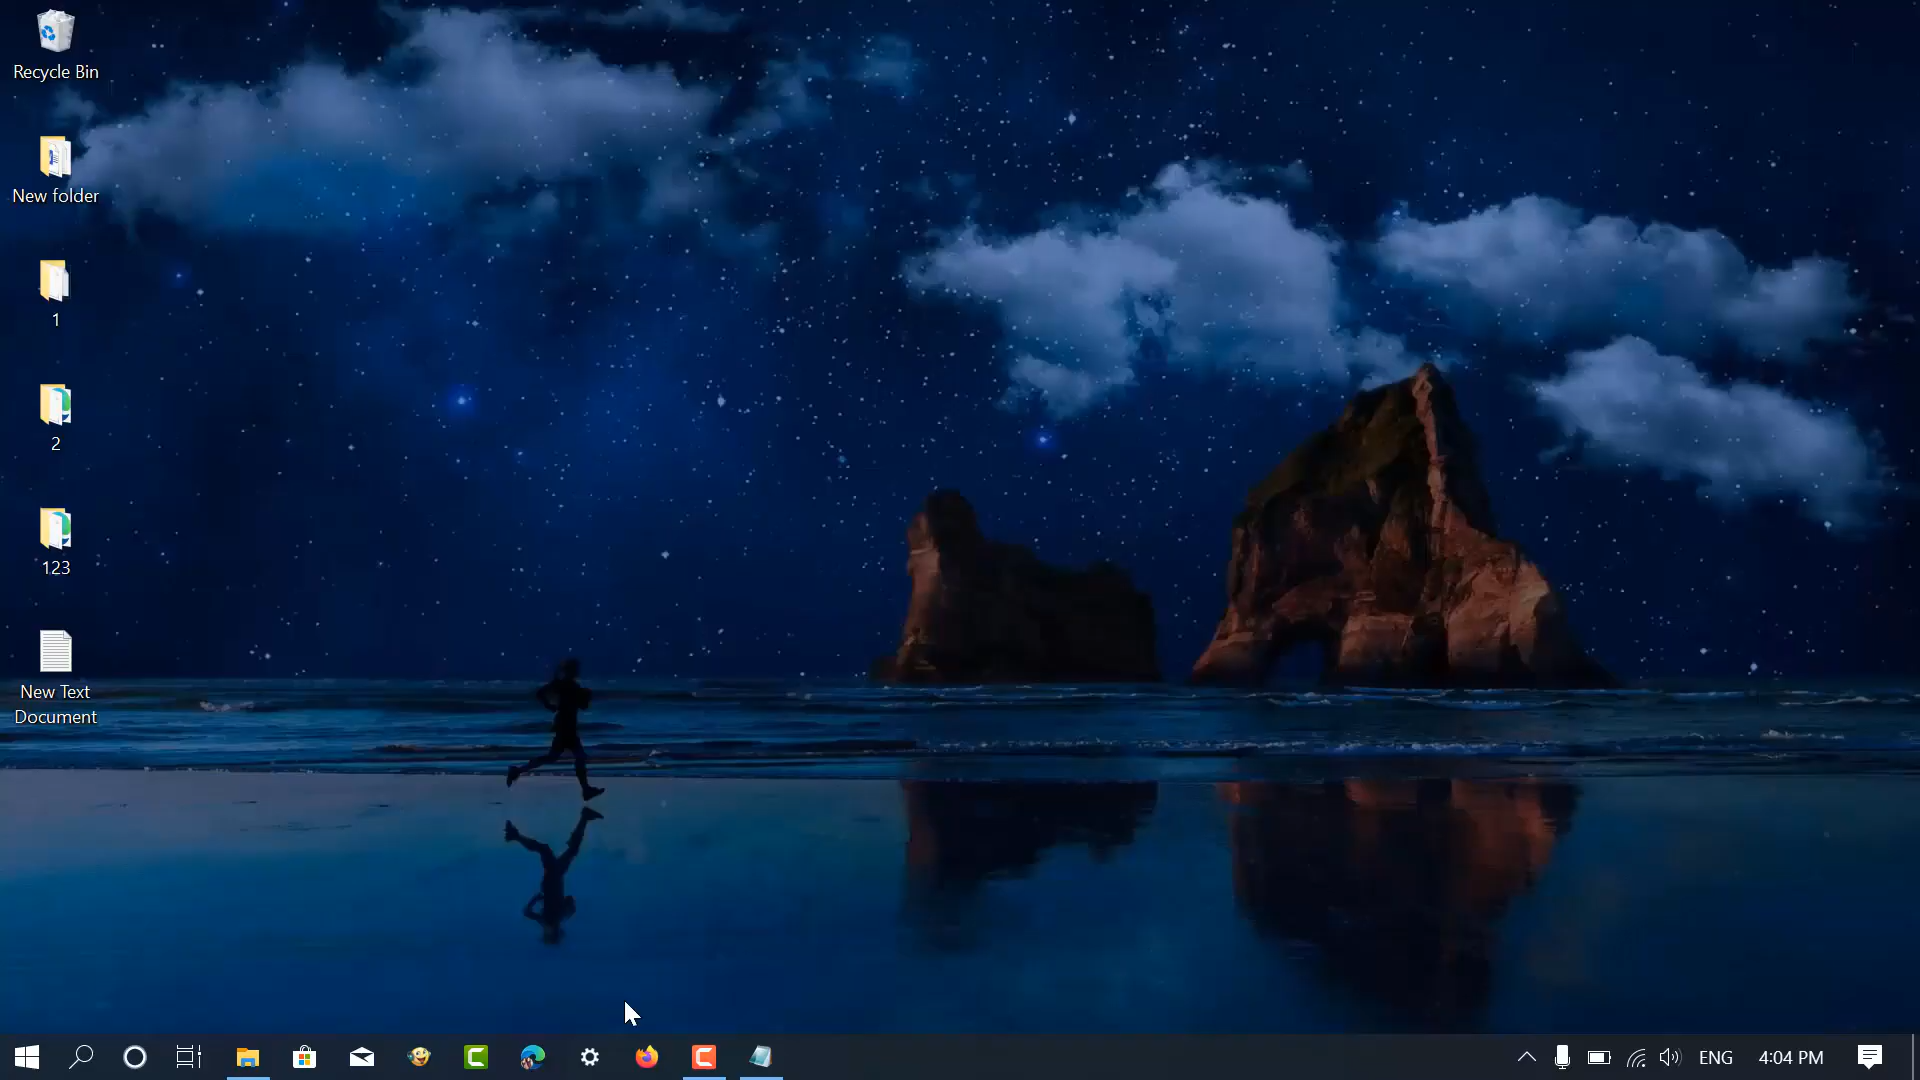 Recycle Bin
New folder
1
2
123
New Text
Document
ENG
4:04 PM